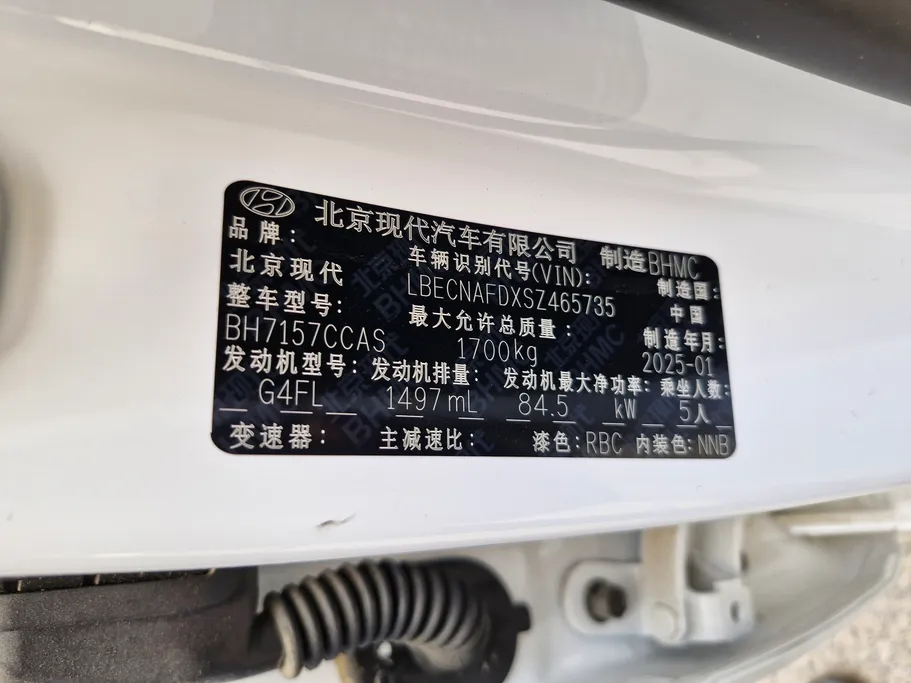 北京现代汽车有限公司 制造BHMC
品牌: 车辆识别代号(VIN): 制造国:
北京现代 LBECNAFDXSZ465735 中国
整车型号: 最大允许总质量: 制造年月:
BH7157CCAS 1700kg 2025-01
发动机型号: 发动机排量: 发动机最大净功率: 乘坐人数:
G4FL 1497 mL 84.5 kW 5人
变速器: 主减速比: 漆色:RBC 内装色:NNB